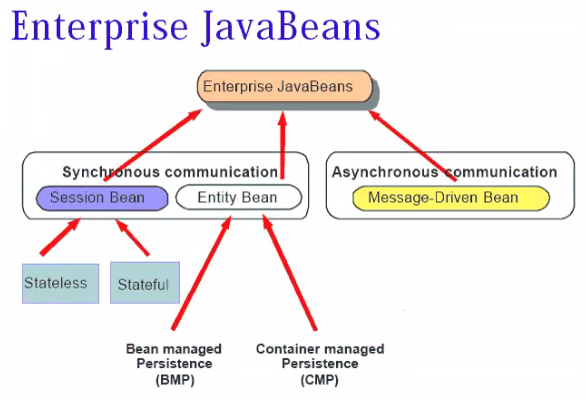 Enterprise JavaBeans
Enterprise JavaBeans
Synchronous communication
Session Bean
Entity Bean
Asynchronous communication
Message-Driven Bean
Stateless
Stateful
Bean managed
Persistence
(BMP)
Container managed
Persistence
(CMP)